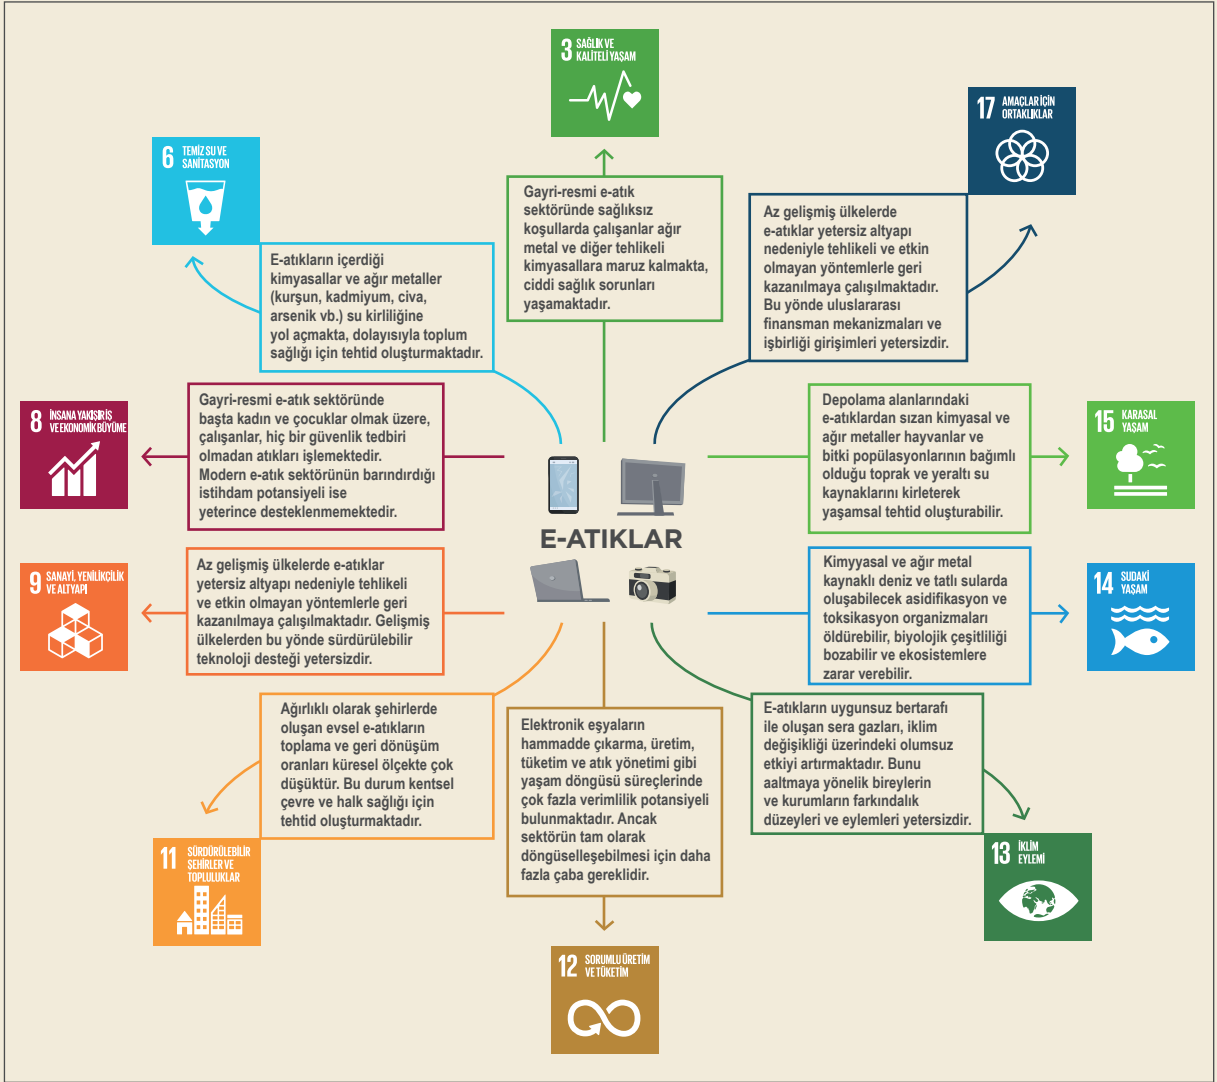 3 SAĞLIK VE
KALİTELİ YAŞAM
Gayri-resmi e-atık
sektöründe sağlıksız
koşullarda çalışanlar ağır
metal ve diğer tehlikeli
kimyasallara maruz kalmakta,
ciddi sağlık sorunları
yaşamaktadır.
17 AMAÇLAR İÇİN
ORTAKLIKLAR
Az gelişmiş ülkelerde
e-atıklar yetersiz altyapı
nedeniyle tehlikeli ve etkin
olmayan yöntemlerle geri
kazanılmaya çalışılmaktadır.
Bu yönde uluslararası
finansman mekanizmaları ve
işbirliği girişimleri yetersizdir.
6 TEMİZ SU VE
SANİTASYON
E-atıkların içerdiği
kimyasallar ve ağır metaller
(kurşun, kadmiyum, civa,
arsenik vb.) su kirliliğine
yol açmakta, dolayısıyla toplum
sağlığı için tehtid oluşturmaktadır.
8 İNSANA YAKIŞIR İŞ
VE EKONOMİK BÜYÜME
Gayri-resmi e-atık sektöründe
başta kadın ve çocuklar olmak üzere,
çalışanlar, hiç bir güvenlik tedbiri
olmadan atıkları işlemektedir.
Modern e-atık sektörünün barındırdığı
istihdam potansiyeli ise
yeterince desteklenmemektedir.
Depolama alanlarındaki
e-atıklardan sızan kimyasal ve
ağır metaller hayvanlar ve
bitki popülasyonlarının bağımlı
olduğu toprak ve yeraltı su
kaynaklarını kirleterek
yaşamsal tehtid oluşturabilir.
15 KARASAL
YAŞAM
E-ATIKLAR
9 SANAYİ, YENİLİKÇİLİK
VE ALTYAPI
Az gelişmiş ülkelerde e-atıklar
yetersiz altyapı nedeniyle tehlikeli
ve etkin olmayan yöntemlerle geri
kazanılmaya çalışılmaktadır. Gelişmiş
ülkelerden bu yönde sürdürülebilir
teknoloji desteği yetersizdir.
Kimyyasal ve ağır metal
kaynaklı deniz ve tatlı sularda
oluşabilecek asidifikasyon ve
toksikasyon organizmaları
öldürebilir, biyolojik çeşitliliği
bozabilir ve ekosistemlere
zarar verebilir.
14 SUDAKİ
YAŞAM
Ağırlıklı olarak şehirlerde
oluşan evsel e-atıkların
toplama ve geri dönüşüm
oranları küresel ölçekte çok
düşüktür. Bu durum kentsel
çevre ve halk sağlığı için
tehtid oluşturmaktadır.
11 SÜRDÜRÜLEBİLİR
ŞEHİRLER VE
TOPLULUKLAR
Elektronik eşyaların
hammadde çıkarma, üretim,
tüketim ve atık yönetimi gibi
yaşam döngüsü süreçlerinde
çok fazla verimlilik potansiyeli
bulunmaktadır. Ancak
sektörün tam olarak
döngüselleşebilmesi için daha
fazla çaba gereklidir.
12 SORUMLU ÜRETİM
VE TÜKETİM
E-atıkların uygunsuz bertarafı
ile oluşan sera gazları, iklim
değişikliği üzerindeki olumsuz
etkiyi artırmaktadır. Bunu
aaltmaya yönelik bireylerin
ve kurumların farkındalık
düzeyleri ve eylemleri yetersizdir.
13 İKLİM
EYLEMİ